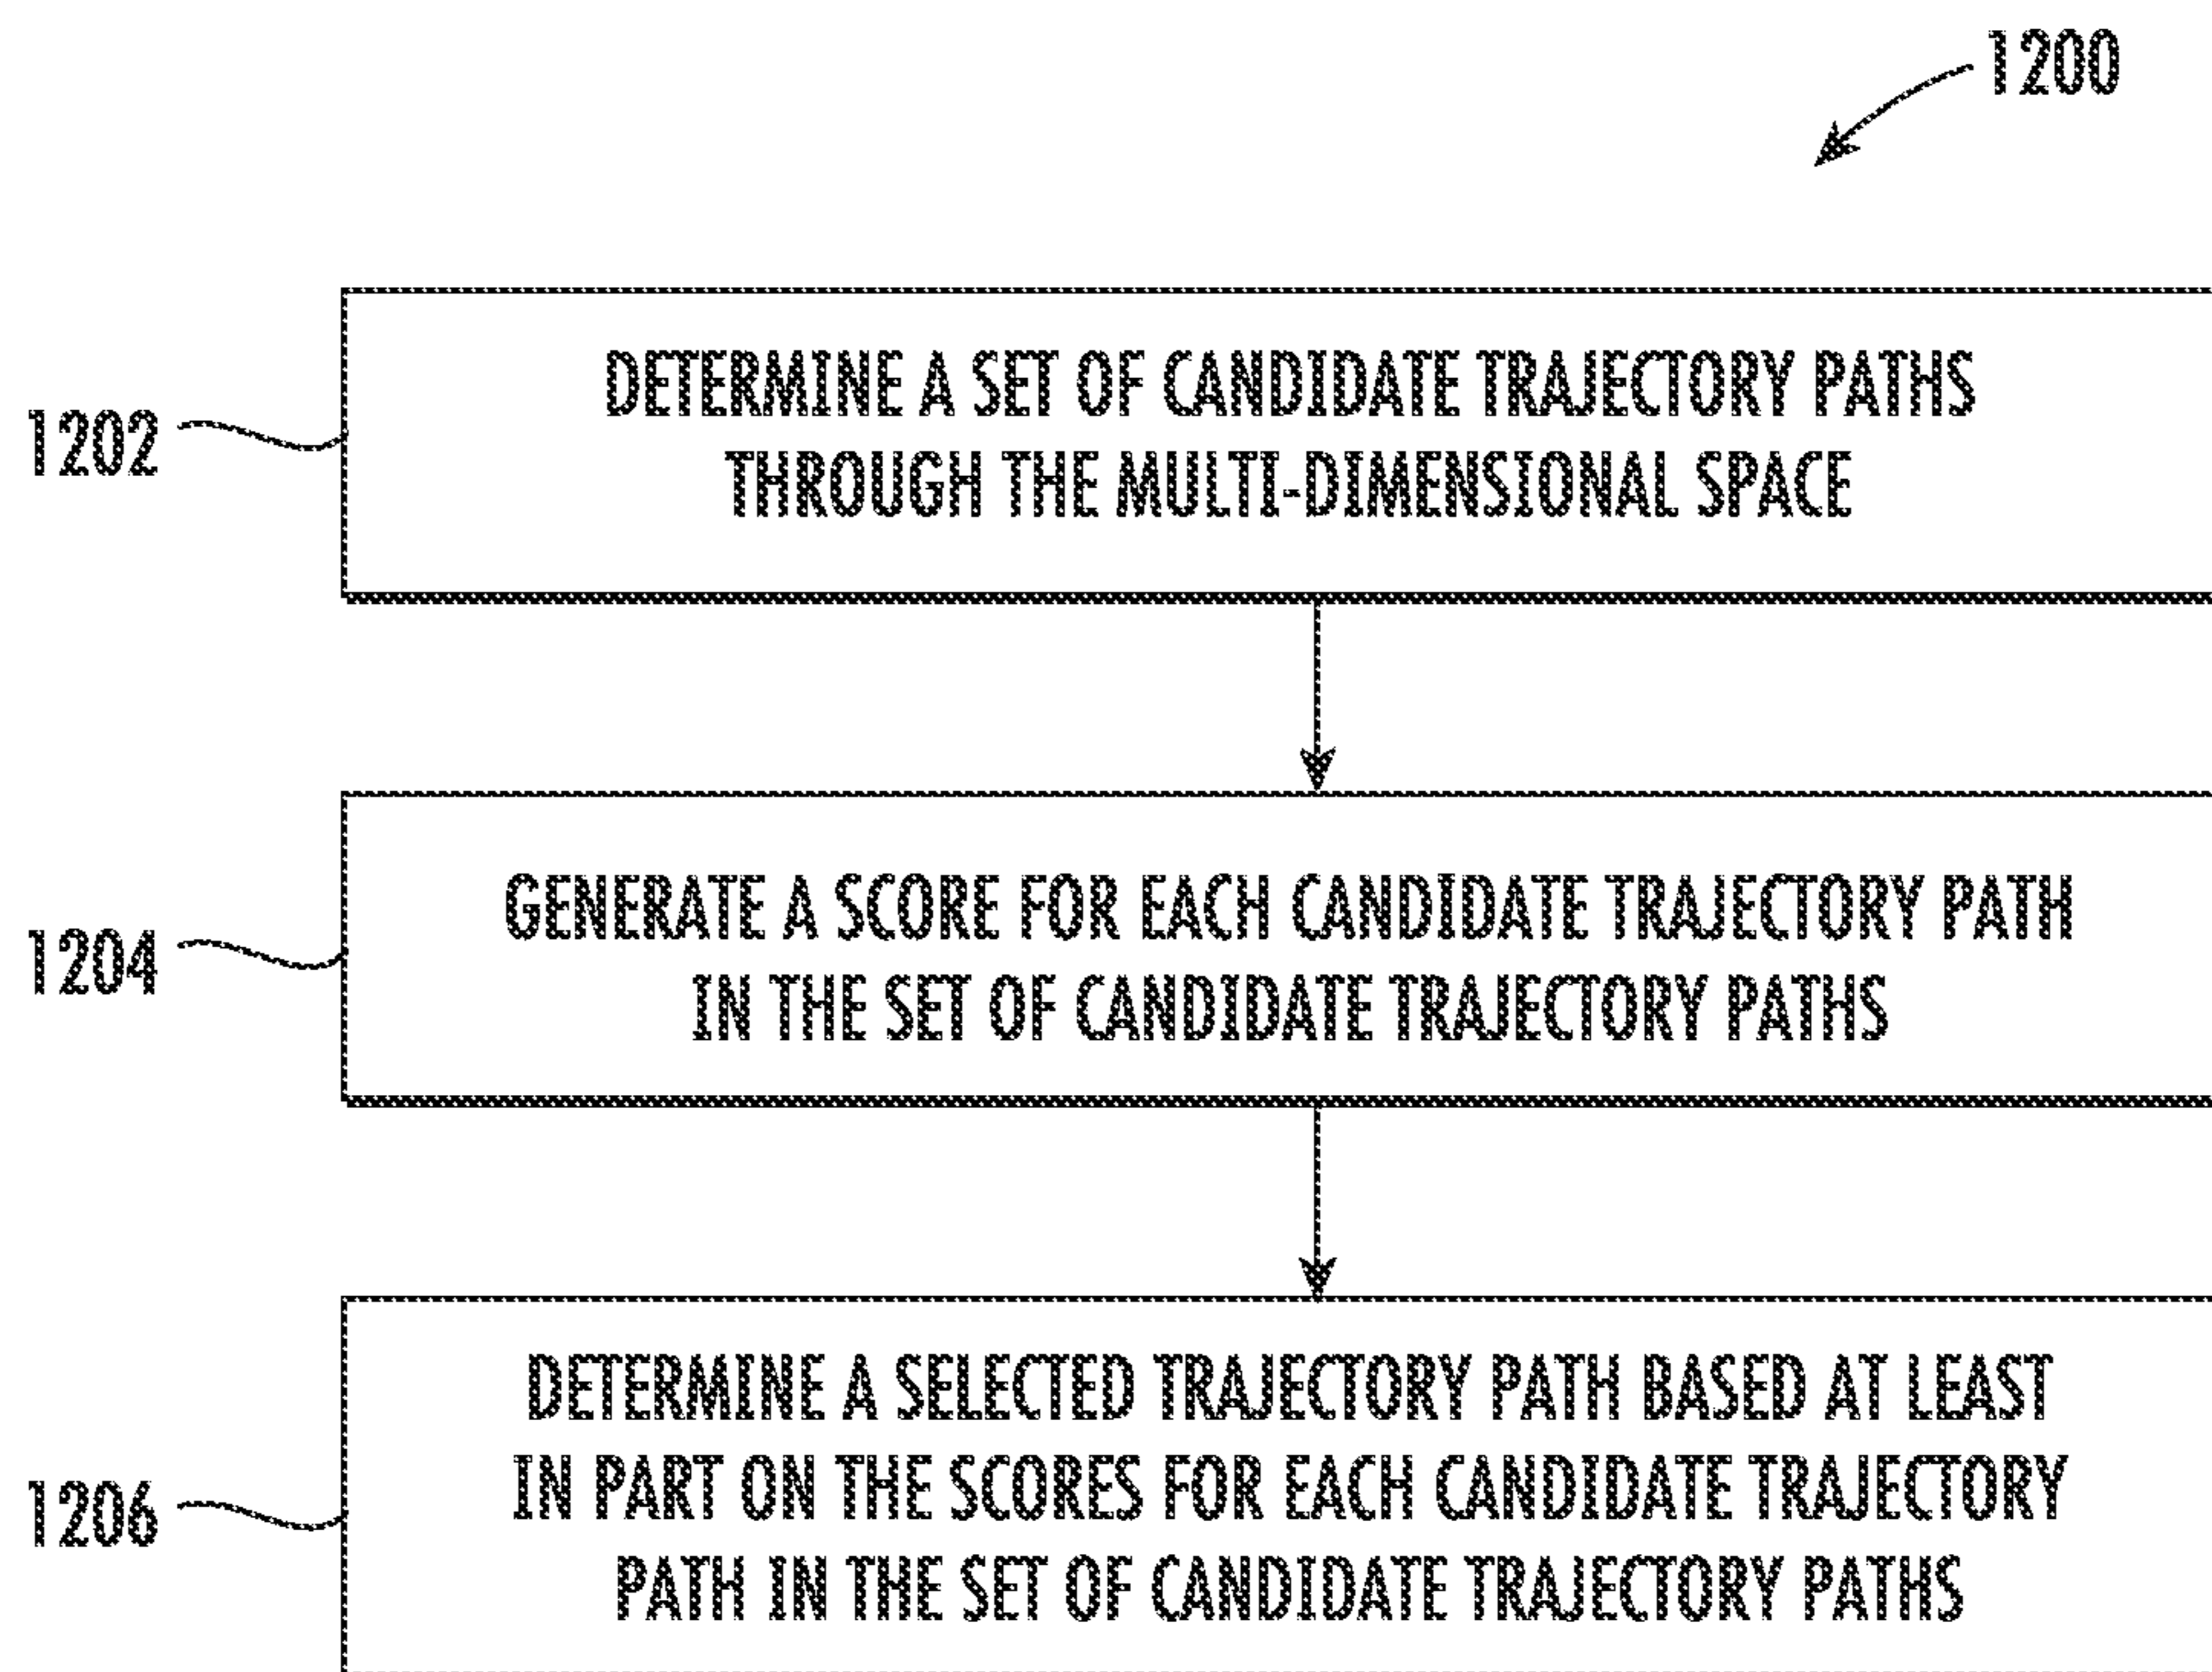 1200
1202
DETERMINE A SET OF CANDIDATE TRAJECTORY PATHS
THROUGH THE MULTI-DIMENSIONAL SPACE
1204
GENERATE A SCORE FOR EACH CANDIDATE TRAJECTORY PATH
IN THE SET OF CANDIDATE TRAJECTORY PATHS
1206
DETERMINE A SELECTED TRAJECTORY PATH BASED AT LEAST
IN PART ON THE SCORES FOR EACH CANDIDATE TRAJECTORY
PATH IN THE SET OF CANDIDATE TRAJECTORY PATHS